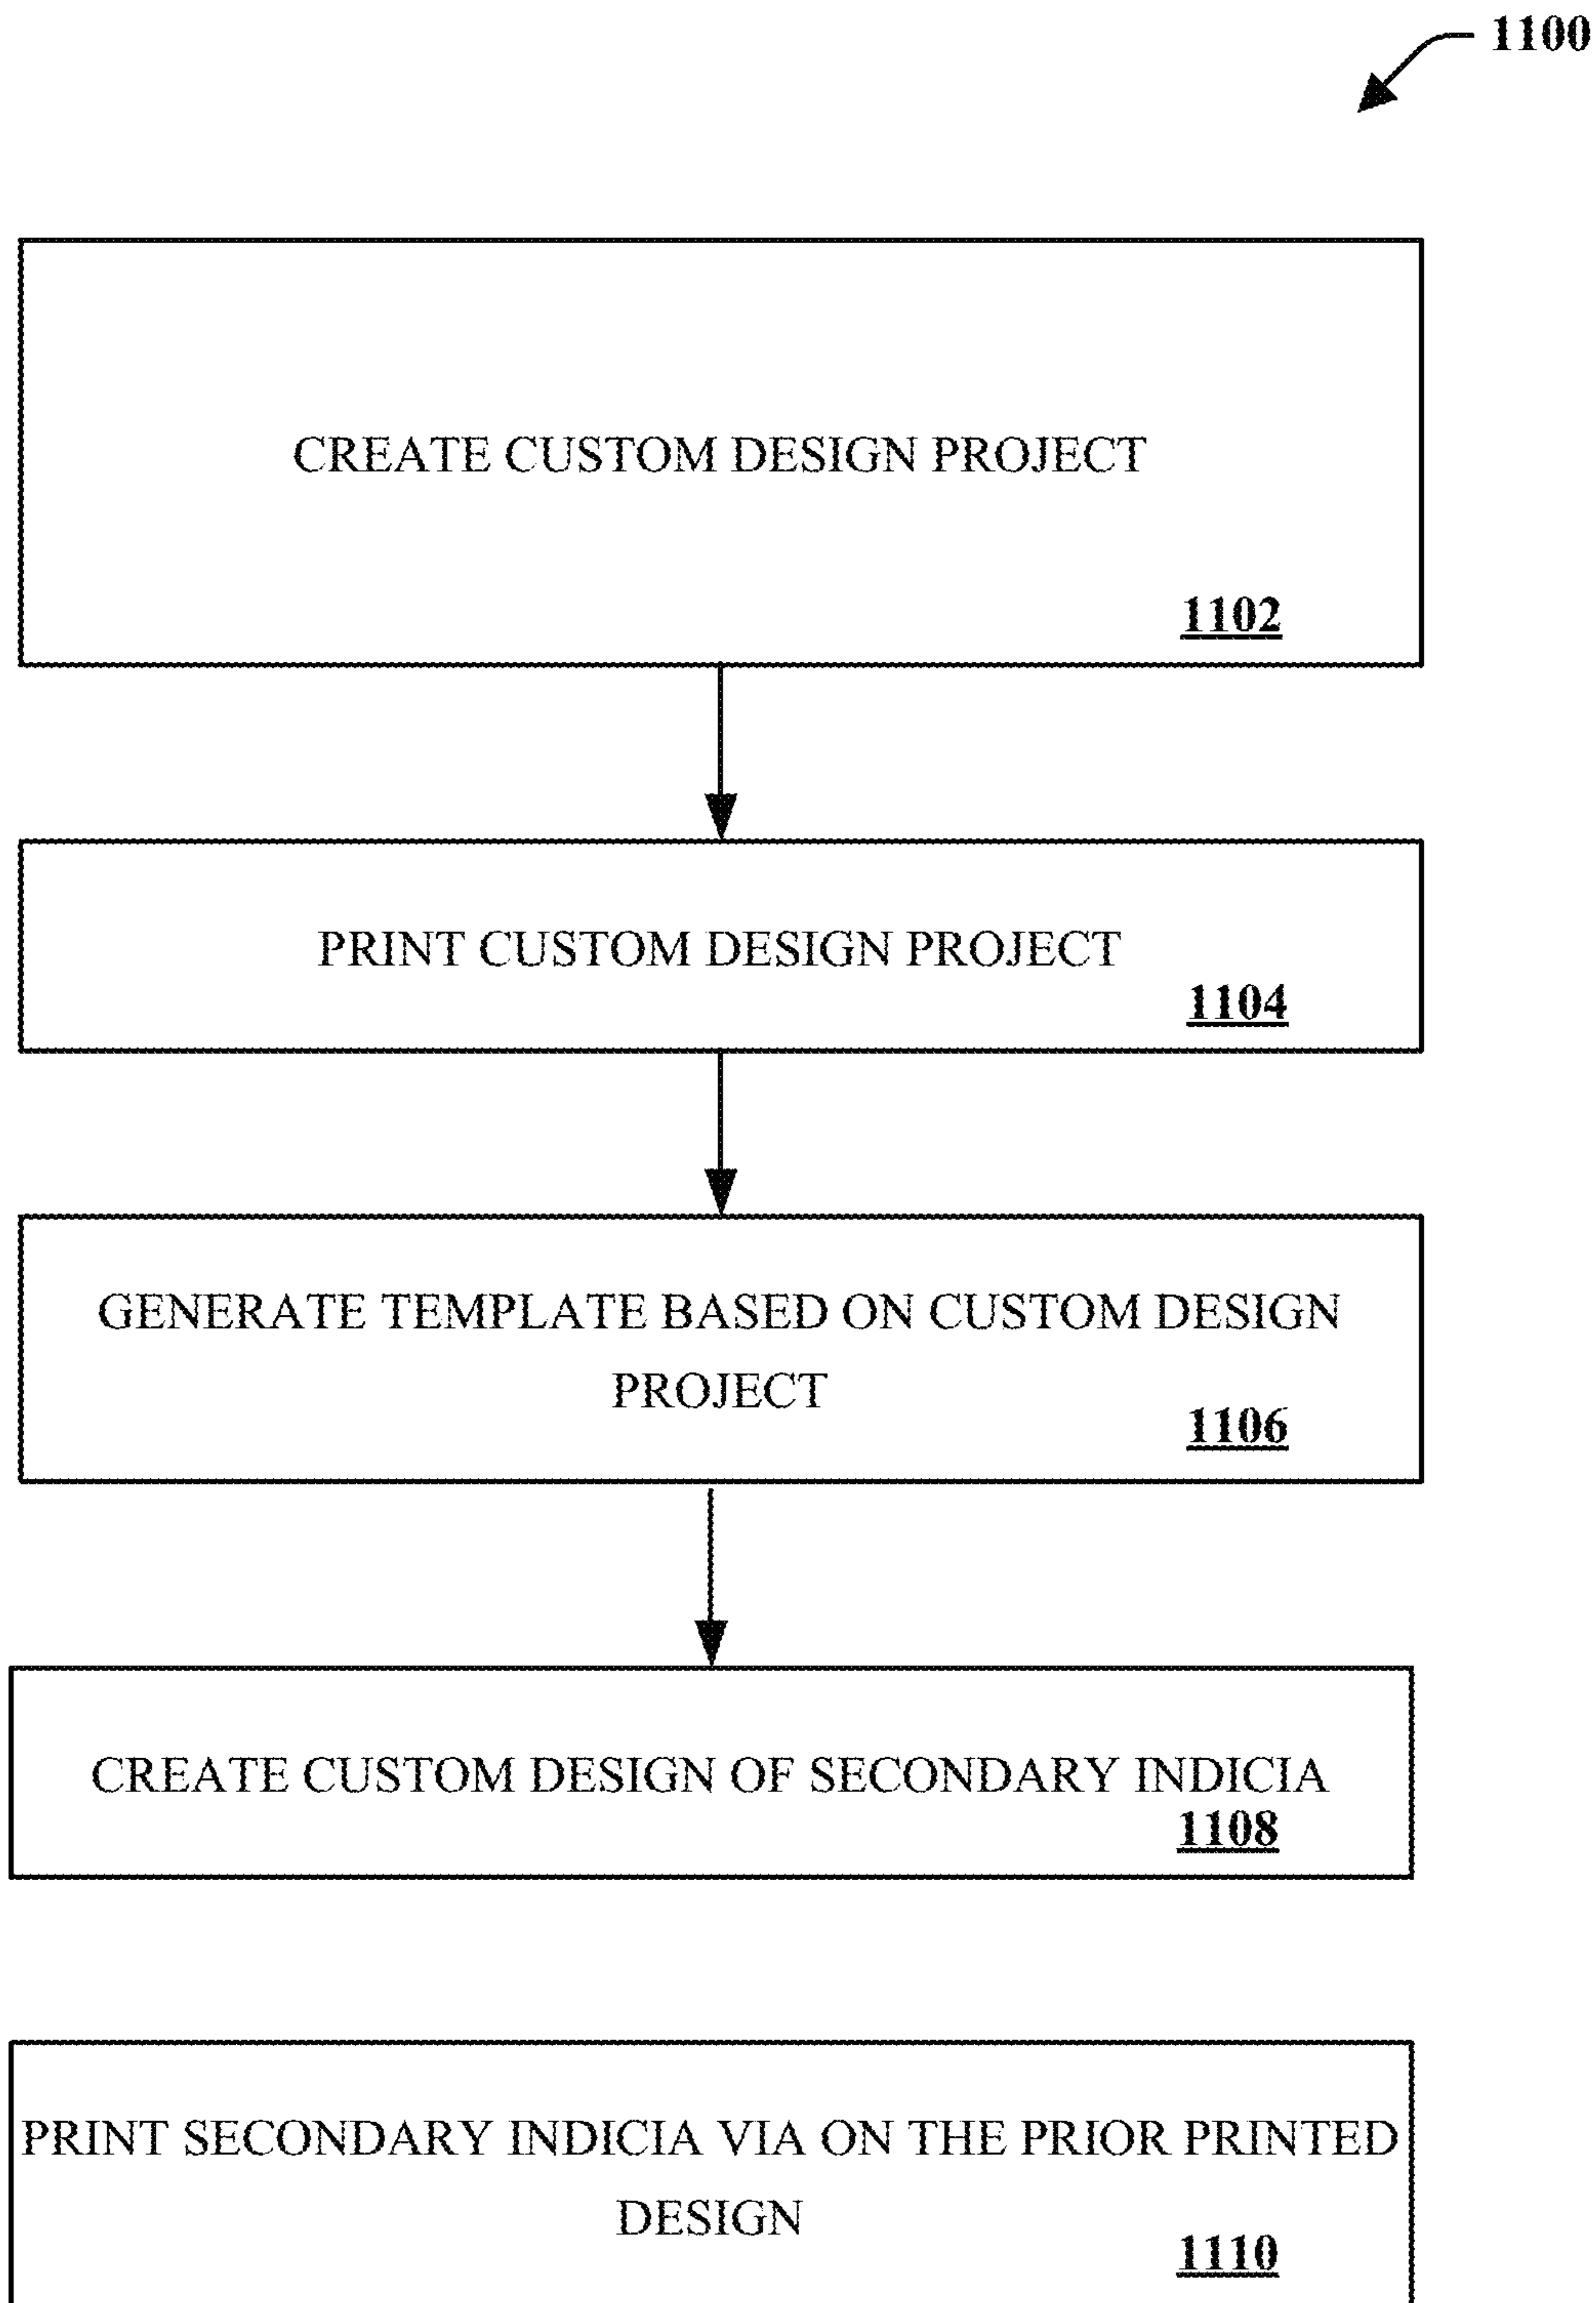 1100
CREATE CUSTOM DESIGN PROJECT
1102
PRINT CUSTOM DESIGN PROJECT
1104
GENERATE TEMPLATE BASED ON CUSTOM DESIGN
PROJECT
1106
CREATE CUSTOM DESIGN OF SECONDARY INDICIA
1108
PRINT SECONDARY INDICIA VIA ON THE PRIOR PRINTED
DESIGN
1110